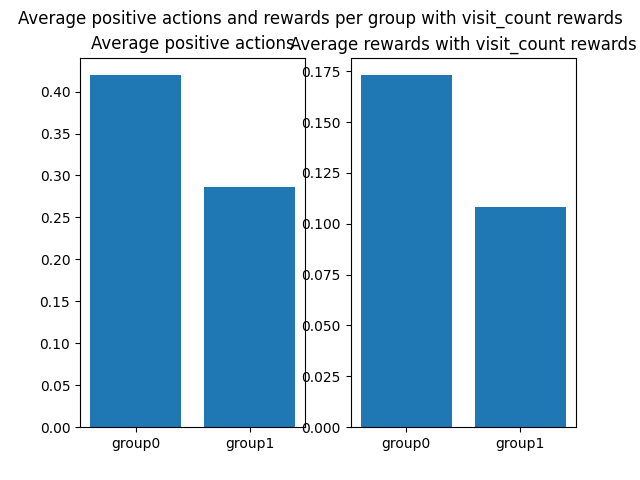 Average positive actions and rewards per group with visit_count rewards
Average positive actions
0.40
0.35
0.30
0.25
0.20
0.15
0.10
0.05
0.00
group0
group1
Average rewards with visit_count rewards
0.175
0.150
0.125
0.100
0.075
0.050
0.025
0.000
group0
group1